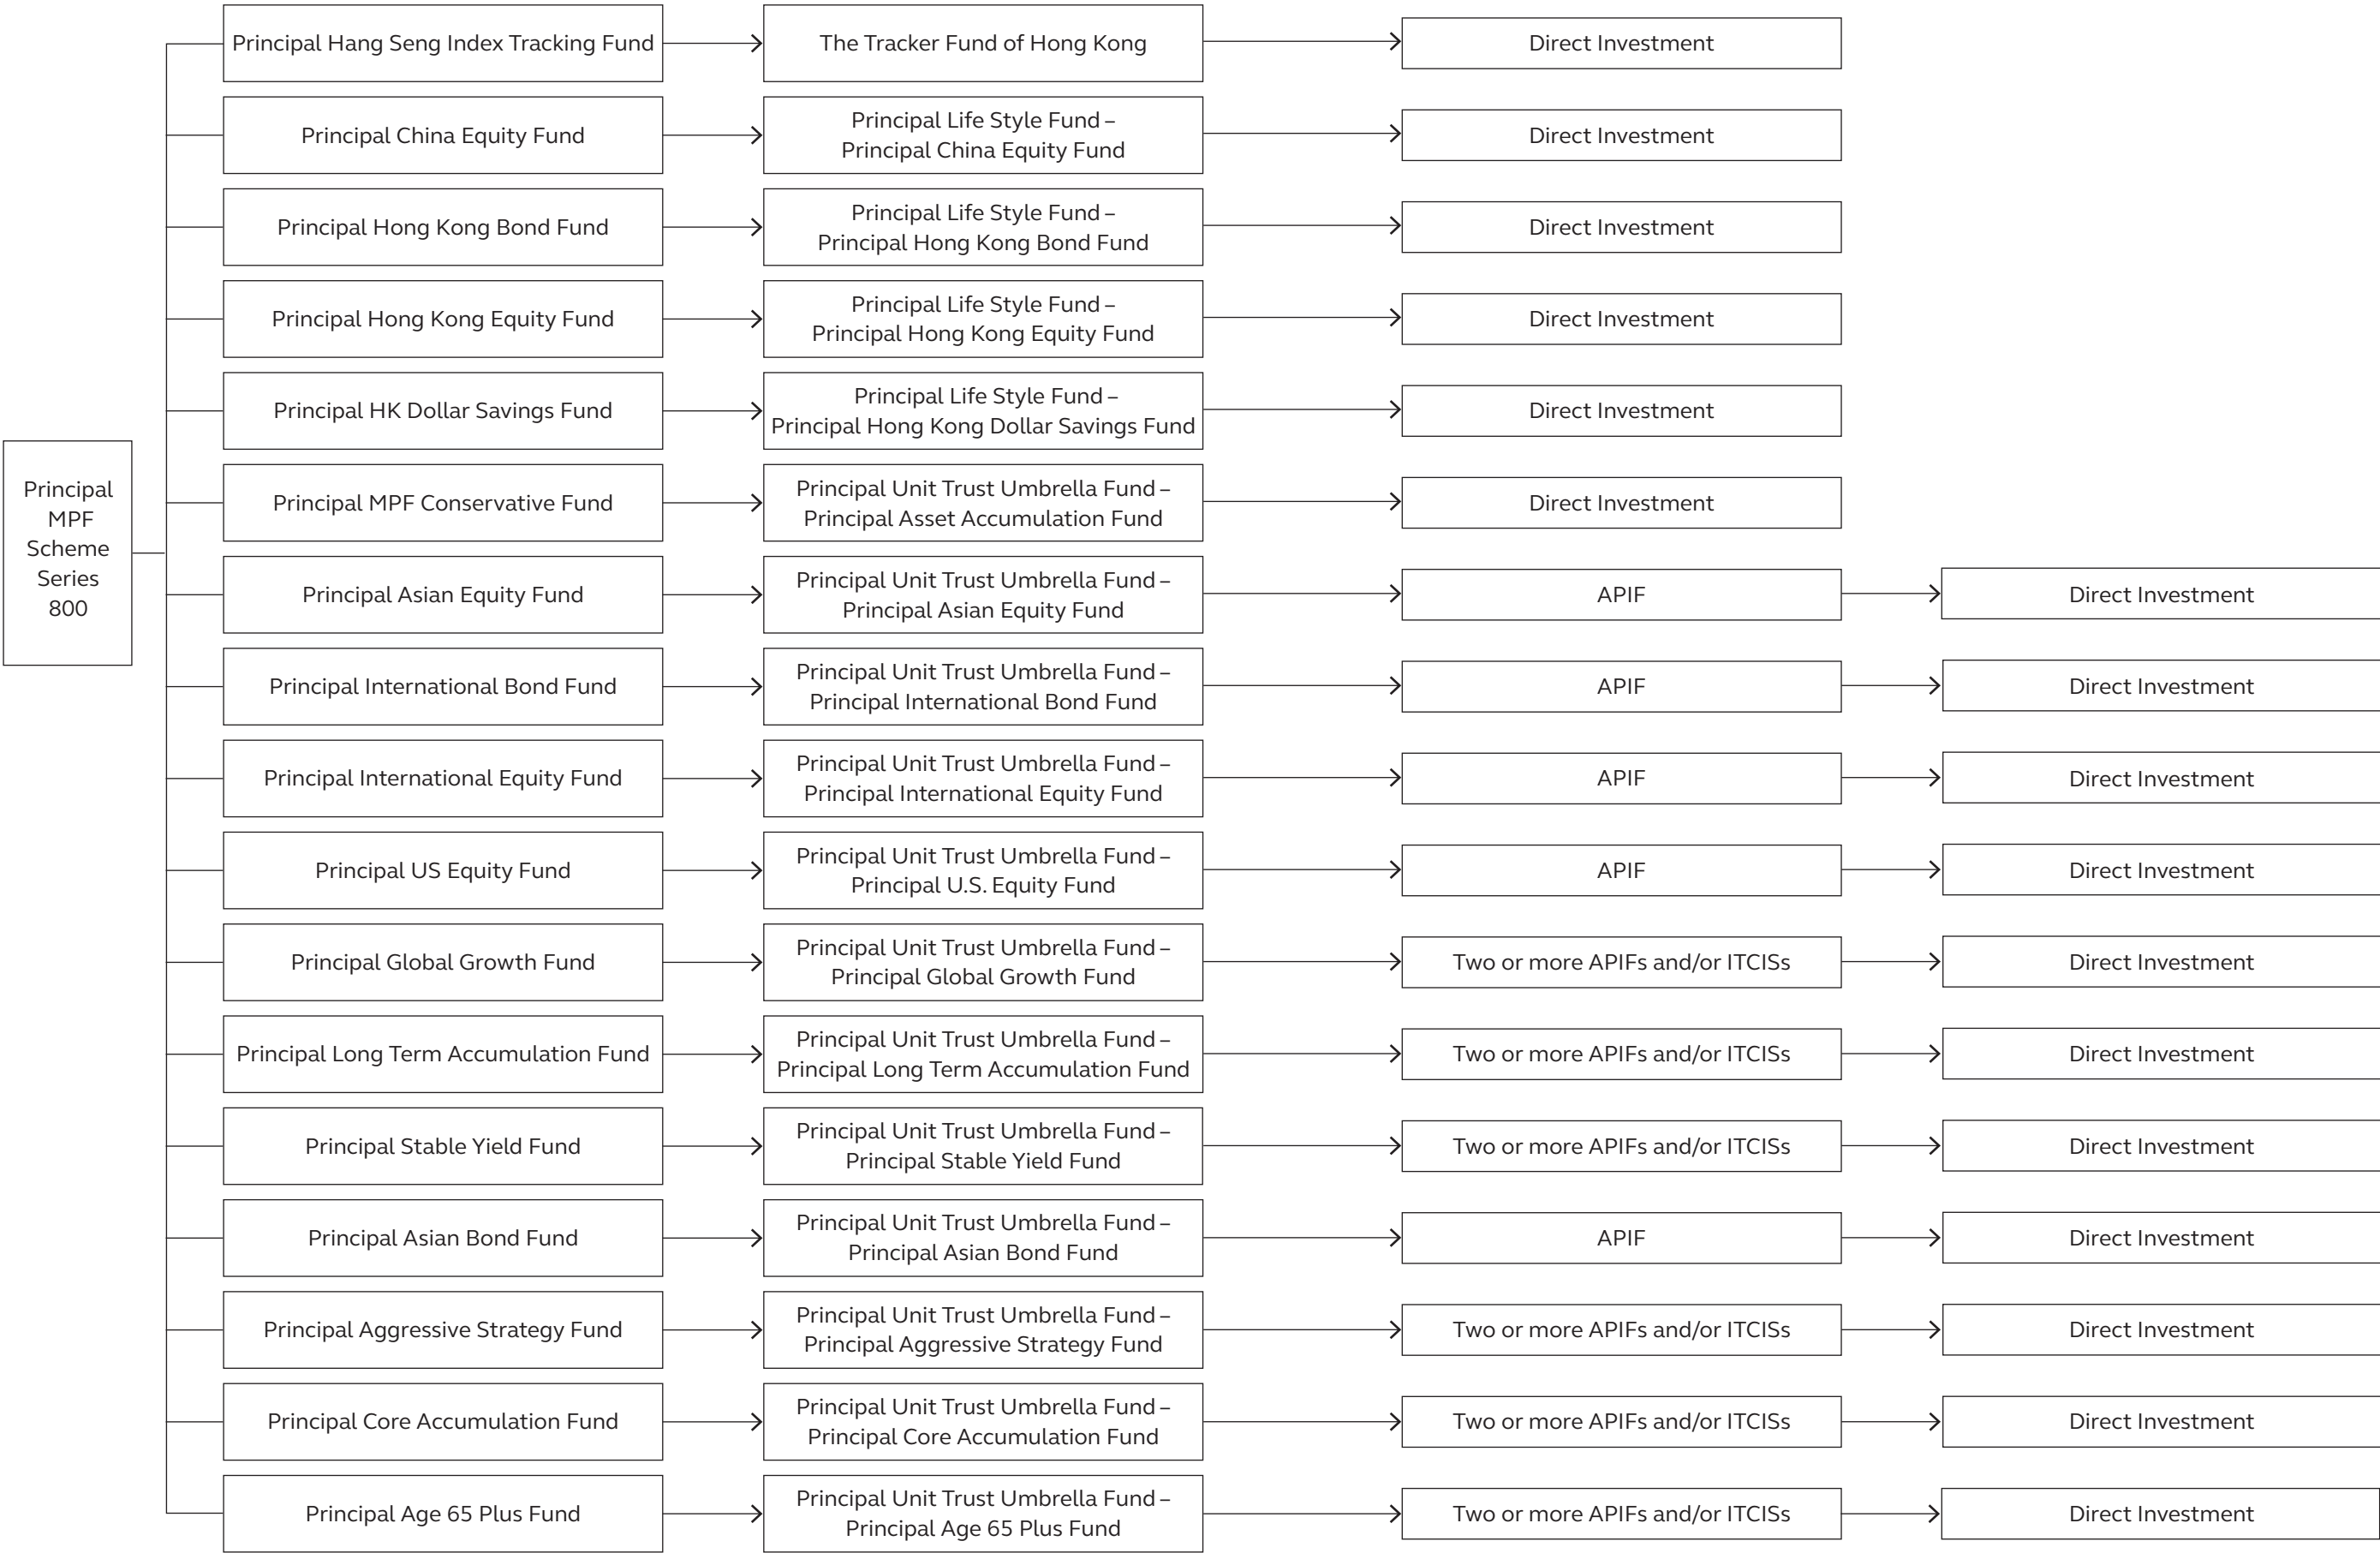 Principal
MPF
Scheme
Series
800
Principal Hang Seng Index Tracking Fund
The Tracker Fund of Hong Kong
Direct Investment
Principal China Equity Fund
Principal Life Style Fund –
Principal China Equity Fund
Direct Investment
Principal Hong Kong Bond Fund
Principal Life Style Fund –
Principal Hong Kong Bond Fund
Direct Investment
Principal Hong Kong Equity Fund
Principal Life Style Fund –
Principal Hong Kong Equity Fund
Direct Investment
Principal HK Dollar Savings Fund
Principal Life Style Fund –
Principal Hong Kong Dollar Savings Fund
Direct Investment
Principal MPF Conservative Fund
Principal Unit Trust Umbrella Fund –
Principal Asset Accumulation Fund
Direct Investment
Principal Asian Equity Fund
Principal Unit Trust Umbrella Fund –
Principal Asian Equity Fund
APIF
Direct Investment
Principal International Bond Fund
Principal Unit Trust Umbrella Fund –
Principal International Bond Fund
APIF
Direct Investment
Principal International Equity Fund
Principal Unit Trust Umbrella Fund –
Principal International Equity Fund
APIF
Direct Investment
Principal US Equity Fund
Principal Unit Trust Umbrella Fund –
Principal U.S. Equity Fund
APIF
Direct Investment
Principal Global Growth Fund
Principal Unit Trust Umbrella Fund –
Principal Global Growth Fund
Two or more APIFs and/or ITCISs
Direct Investment
Principal Long Term Accumulation Fund
Principal Unit Trust Umbrella Fund –
Principal Long Term Accumulation Fund
Two or more APIFs and/or ITCISs
Direct Investment
Principal Stable Yield Fund
Principal Unit Trust Umbrella Fund –
Principal Stable Yield Fund
Two or more APIFs and/or ITCISs
Direct Investment
Principal Asian Bond Fund
Principal Unit Trust Umbrella Fund –
Principal Asian Bond Fund
APIF
Direct Investment
Principal Aggressive Strategy Fund
Principal Unit Trust Umbrella Fund –
Principal Aggressive Strategy Fund
Two or more APIFs and/or ITCISs
Direct Investment
Principal Core Accumulation Fund
Principal Unit Trust Umbrella Fund –
Principal Core Accumulation Fund
Two or more APIFs and/or ITCISs
Direct Investment
Principal Age 65 Plus Fund
Principal Unit Trust Umbrella Fund –
Principal Age 65 Plus Fund
Two or more APIFs and/or ITCISs
Direct Investment